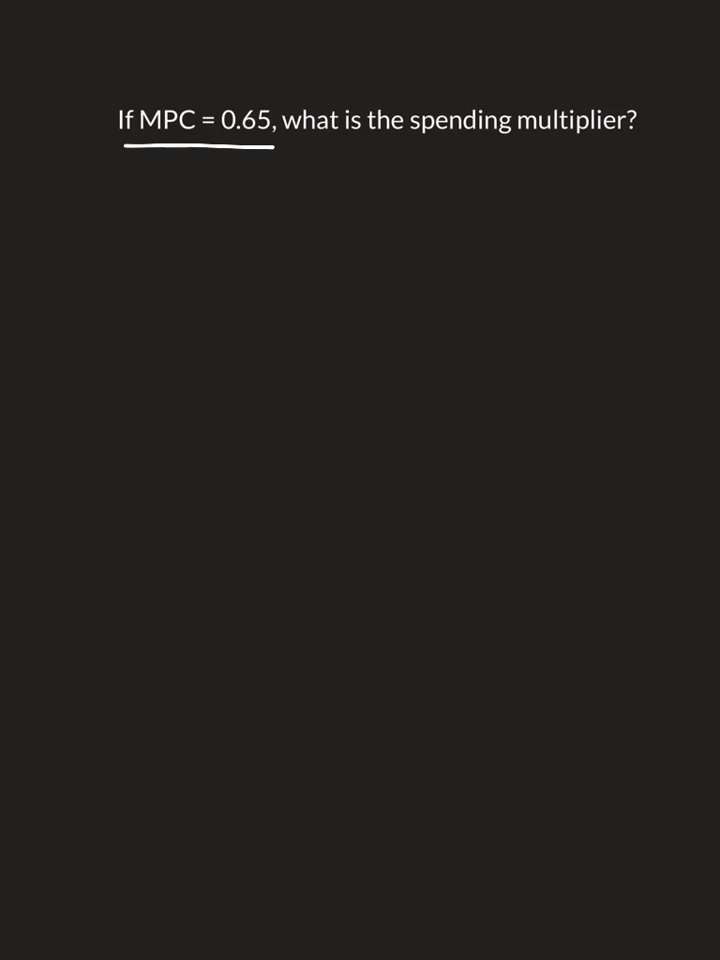 If MPC = 0.65, what is the spending multiplier?